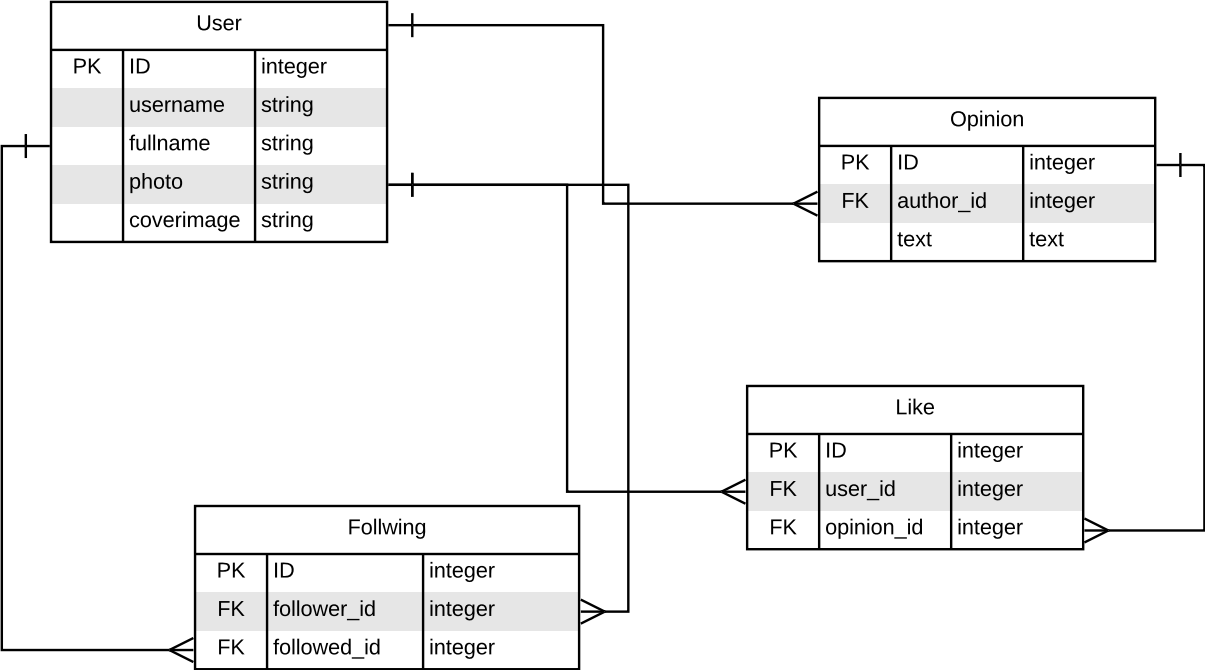 User
PK ID integer
username string
fullname string
photo string
coverimage string
Opinion
PK ID integer
FK author_id integer
text text
Like
PK ID integer
FK user_id integer
FK opinion_id integer
Follwing
PK ID integer
FK follower_id integer
FK followed_id integer